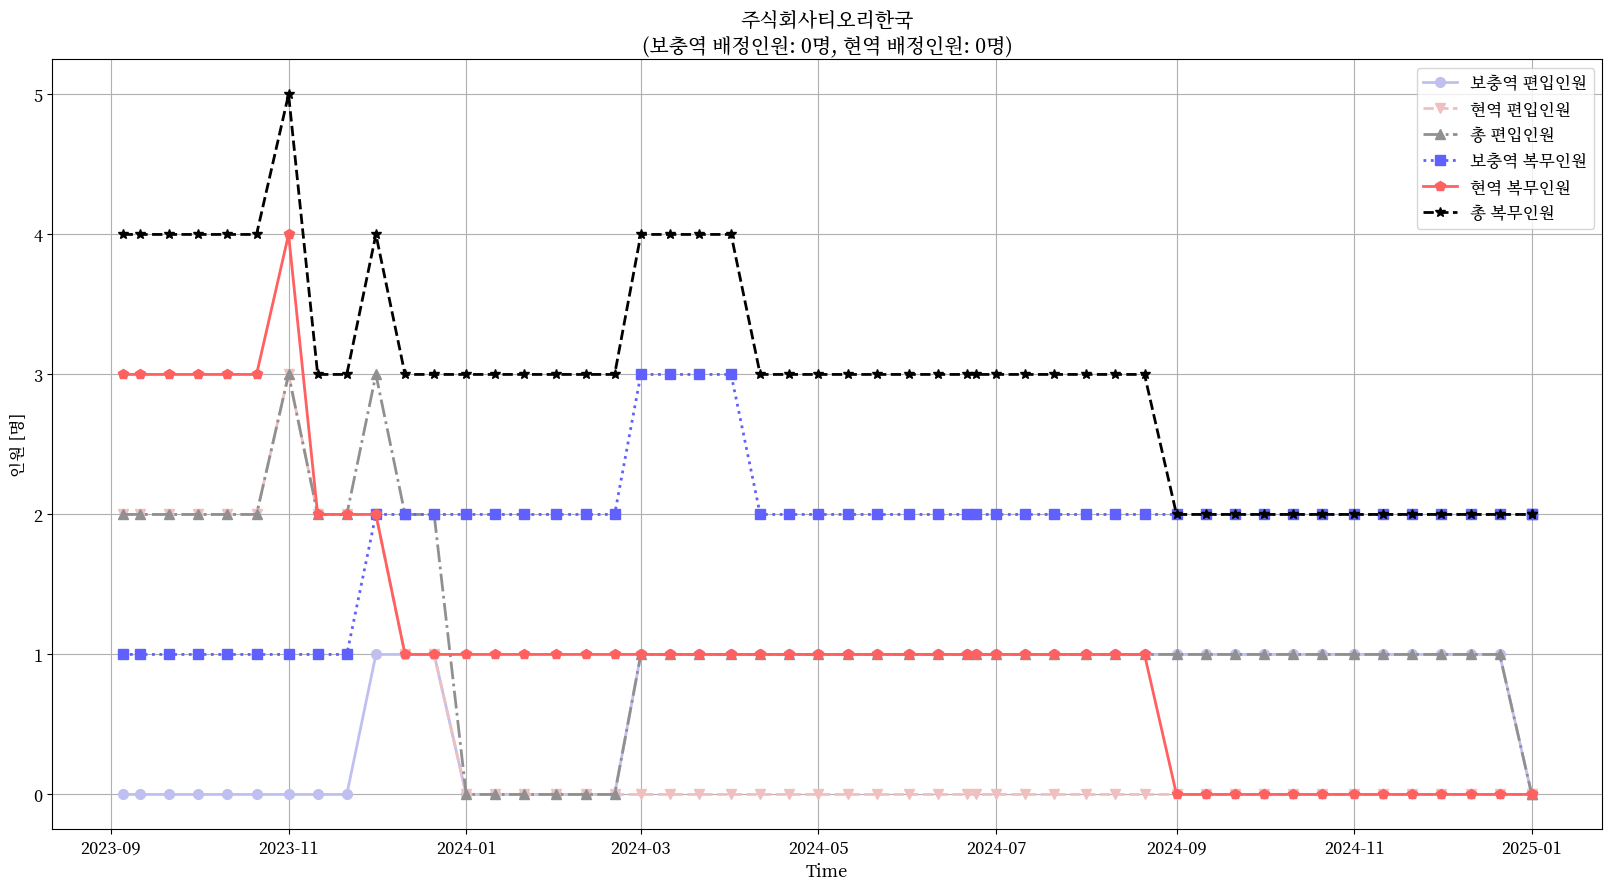 주식회사티오리한국
(보충역 배정인원: 0명, 현역 배정인원: 0명)
보충역 편입인원
현역 편입인원
총 편입인원
보충역 복무인원
현역 복무인원
총 복무인원
인원 [명]
5
4
3
2
1
0
2023-09
2023-11
2024-01
2024-03
2024-05
2024-07
2024-09
2024-11
2025-01
Time